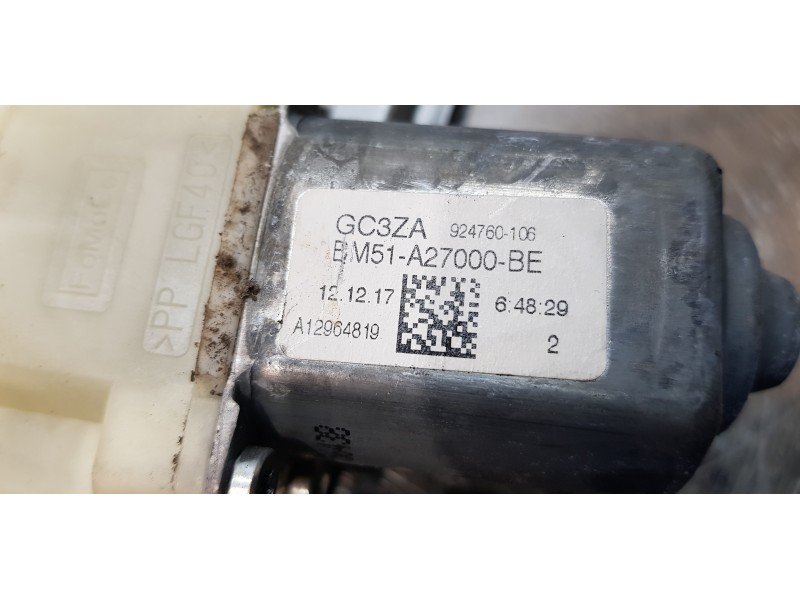 GC3ZA 924760-106
BM51-A27000-BE
12.12.17 6:48:29
A12964819 2
>PP LGF40<